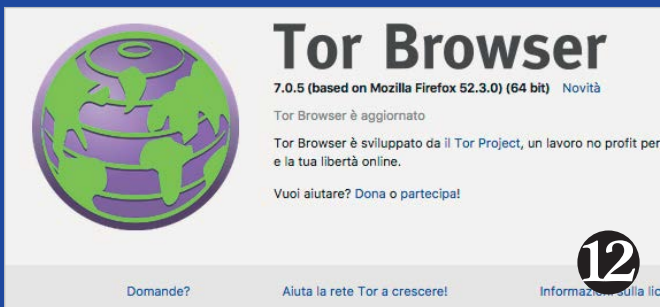 Tor Browser
7.0.5 (based on Mozilla Firefox 52.3.0) (64 bit) Novità
Tor Browser è aggiornato
Tor Browser è sviluppato da il Tor Project, un lavoro no profit per
e la tua libertà online.
Vuoi aiutare? Dona o partecipa!
12
Domande? Aiuta la rete Tor a crescere! sulla